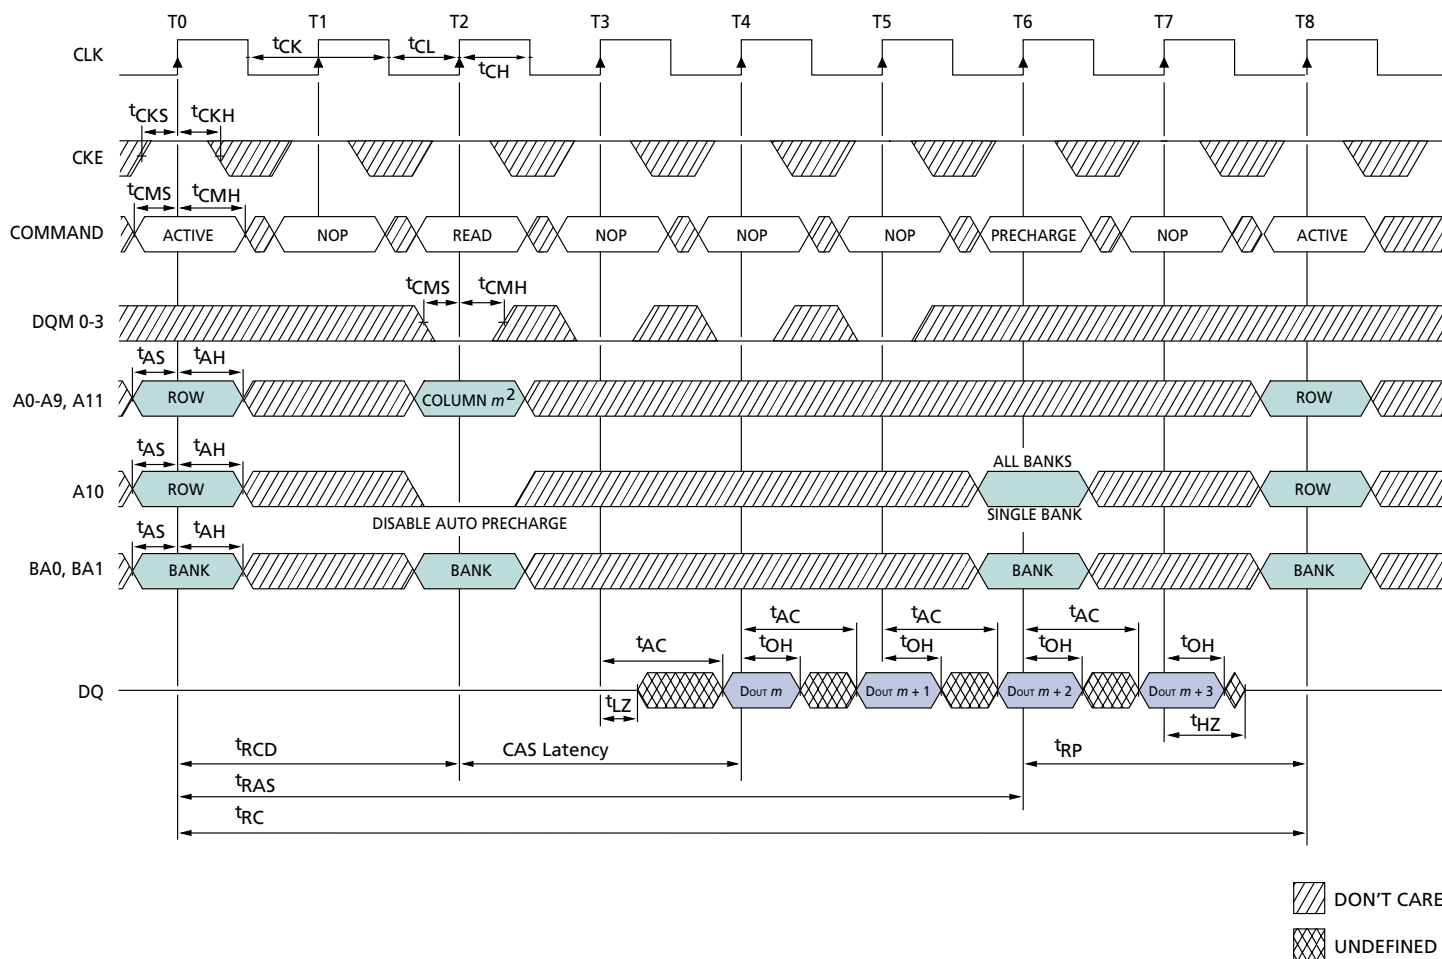 T0 T1 T2 T3 T4 T5 T6 T7 T8
CLK tCK tCL tCH
tCKS tCKH
CKE
tCMS tCMH
COMMAND ACTIVE NOP READ NOP NOP NOP PRECHARGE NOP ACTIVE
tCMS tCMH
DQM 0-3
tAS tAH
A0-A9, A11 ROW COLUMN m2 ROW
tAS tAH ALL BANKS
A10 ROW ROW
DISABLE AUTO PRECHARGE SINGLE BANK
tAS tAH
BA0, BA1 BANK BANK BANK BANK
tAC tAC tAC
tAC tOH tOH tOH tOH
DQ DOUT m DOUT m + 1 DOUT m + 2 DOUT m + 3
tLZ tHZ
tRCD CAS Latency tRP
tRAS
tRC
DON'T CARE
UNDEFINED